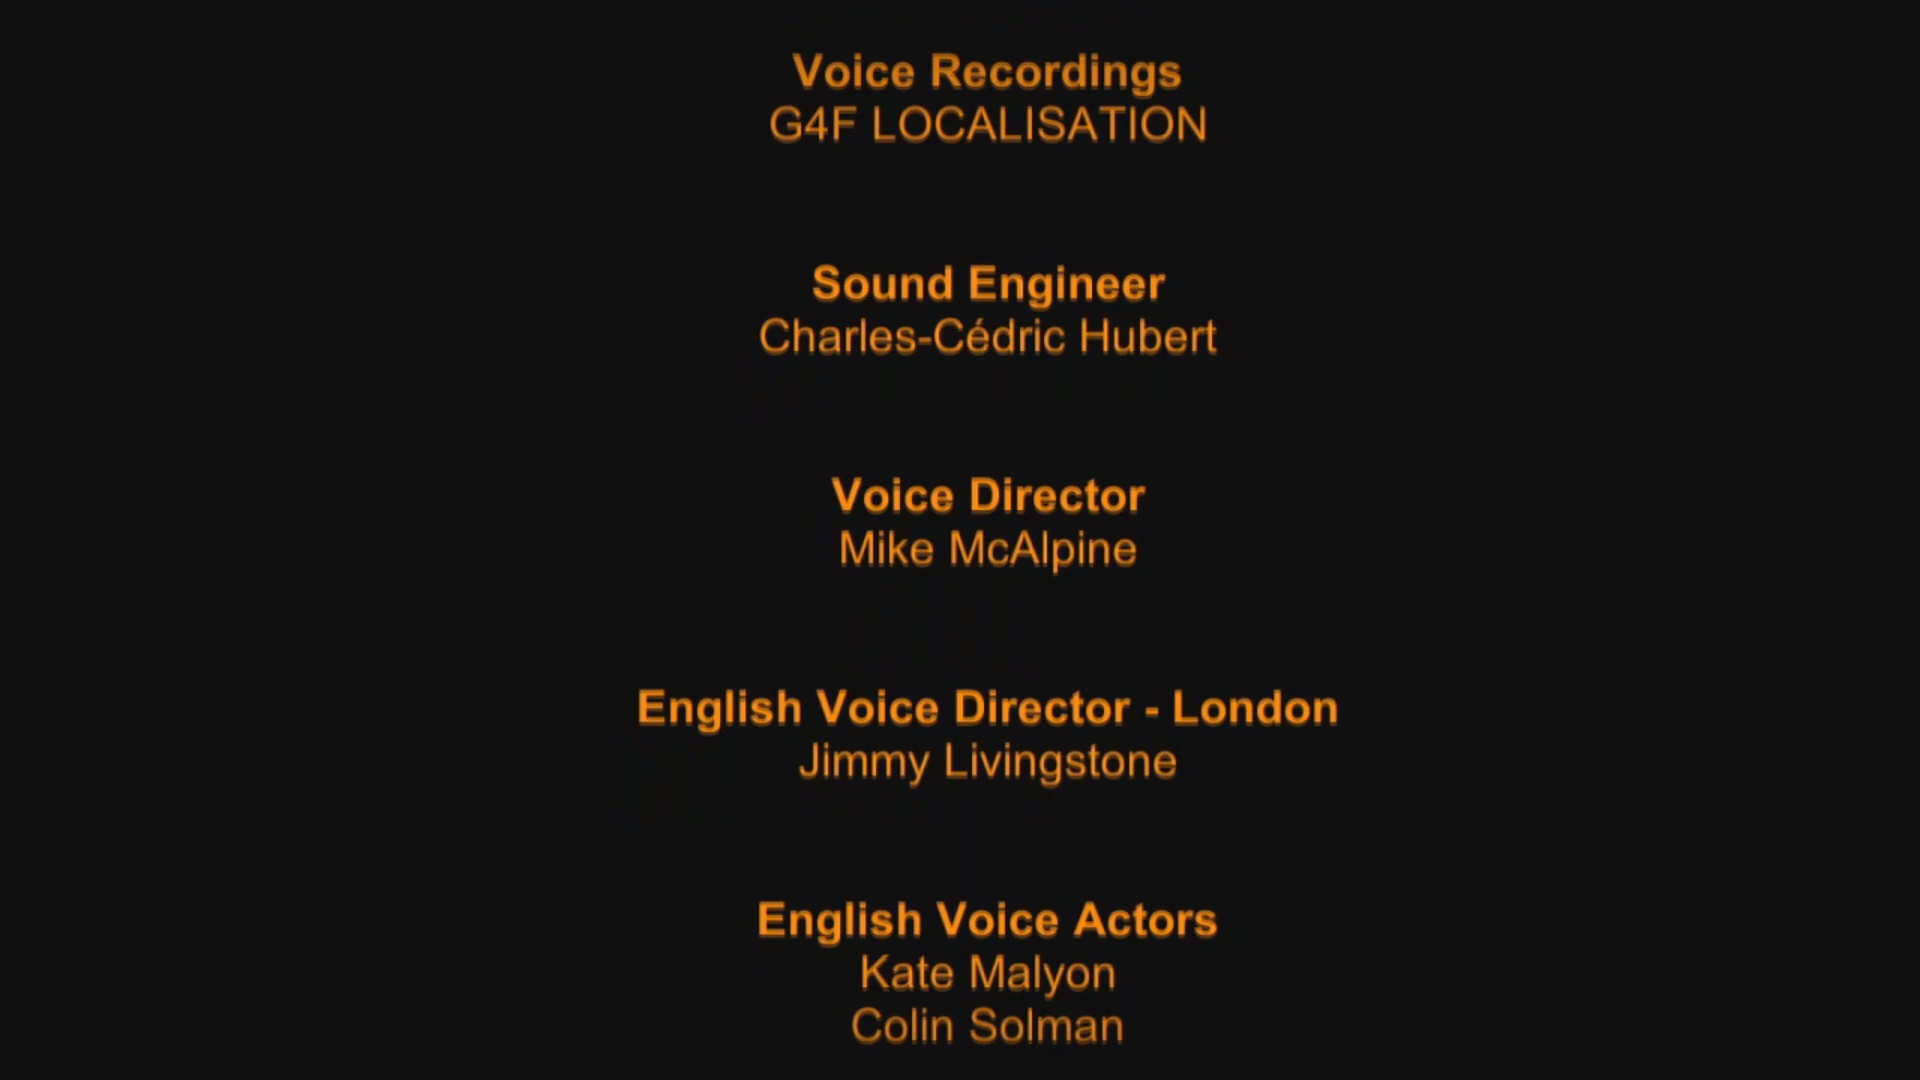 Voice Recordings
G4F LOCALISATION
Sound Engineer
Charles-Cédric Hubert
Voice Director
Mike McAlpine
English Voice Director - London
Jimmy Livingstone
English Voice Actors
Kate Malyon
Colin Solman